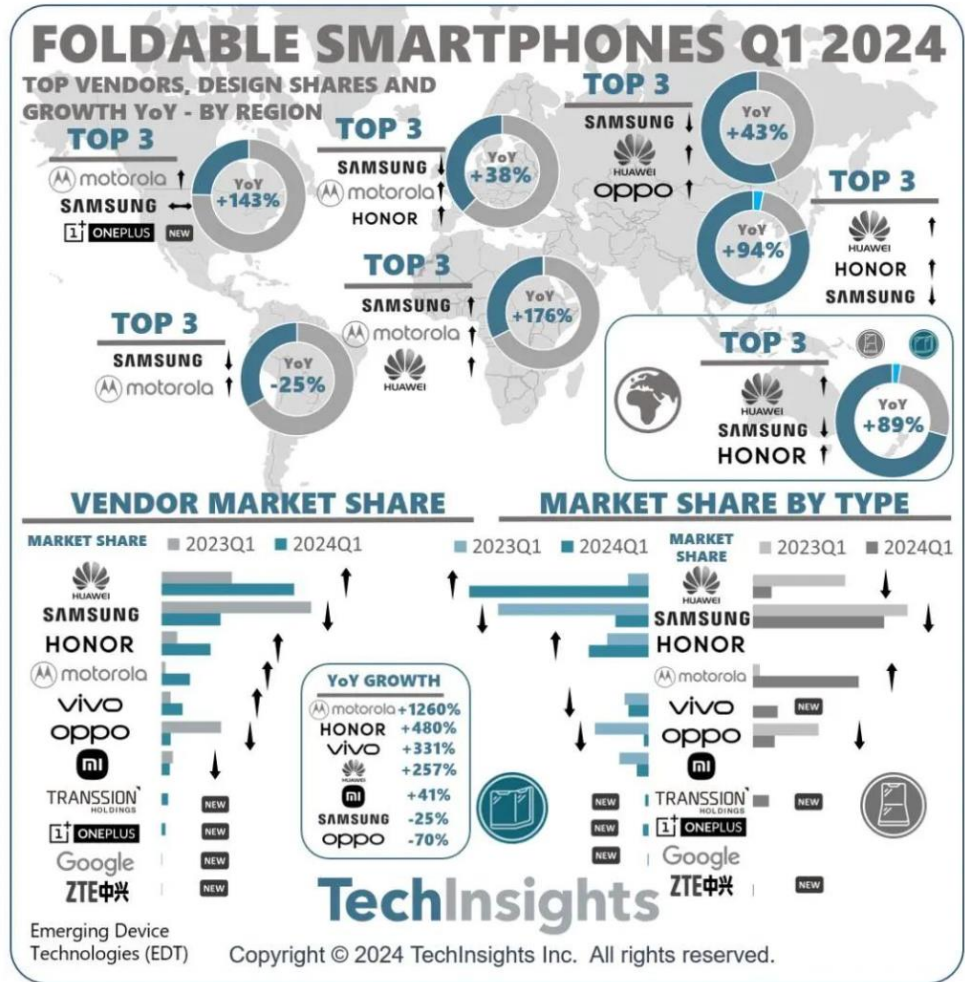 FOLDABLE SMARTPHONES Q1 2024
TOP VENDORS, DESIGN SHARES AND
GROWTH YoY - BY REGION
TOP 3
motorola
SAMSUNG
1+ ONEPLUS NEW
YoY
+143%
TOP 3
SAMSUNG
motorola
HONOR
YoY
+38%
TOP 3
SAMSUNG
HUAWEI
oppo
YoY
+43%
TOP 3
HUAWEI
HONOR
SAMSUNG
YoY
+94%
TOP 3
SAMSUNG
motorola
HUAWEI
YoY
+176%
TOP 3
SAMSUNG
motorola
YoY
-25%
TOP 3
HUAWEI
SAMSUNG
HONOR
YoY
+89%
VENDOR MARKET SHARE
MARKET SHARE 2023Q1 2024Q1
HUAWEI
SAMSUNG
HONOR
motorola
vivo
oppo
mi
TRANSSION HOLDINGS NEW
1+ ONEPLUS NEW
Google NEW
ZTE中兴 NEW
YoY GROWTH
motorola +1260%
HONOR +480%
vivo +331%
HUAWEI +257%
mi +41%
SAMSUNG -25%
oppo -70%
MARKET SHARE BY TYPE
2023Q1 2024Q1 MARKET SHARE 2023Q1 2024Q1
HUAWEI
SAMSUNG
HONOR
motorola
vivo NEW
oppo
mi
NEW TRANSSION HOLDINGS NEW
NEW 1+ ONEPLUS
NEW Google
ZTE中兴 NEW
TechInsights
Emerging Device
Technologies (EDT)
Copyright © 2024 TechInsights Inc. All rights reserved.